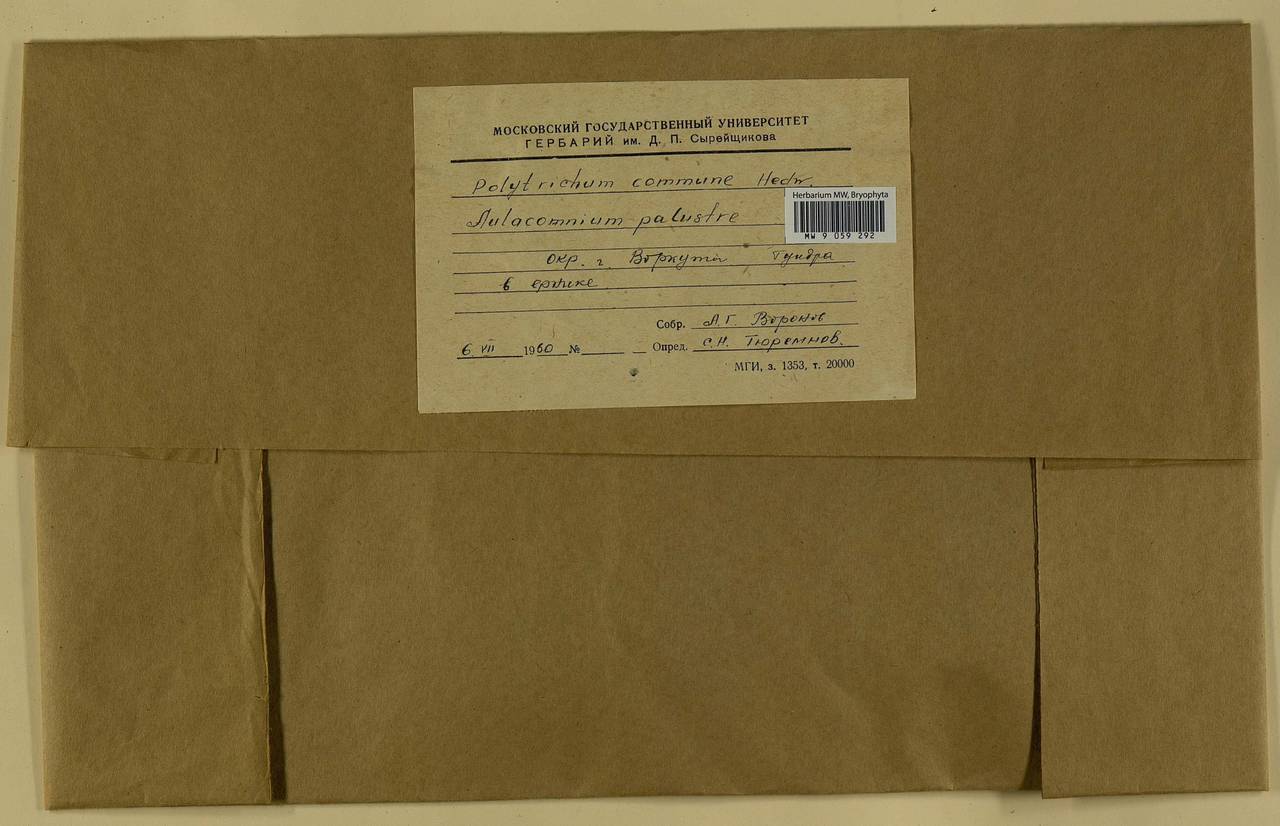 МОСКОВСКИЙ ГОСУДАРСТВЕННЫЙ УНИВЕРСИТЕТ
ГЕРБАРИЙ им. Д. П. Сырейщикова
Polytrichum commune Hedw.
Aulacomnium palustre
Herbarium MW, Bryophyta
MW 9 059 292
окр. г. Воркуты Тундра
в ернике
Собр. А.Г. Воронов
6 VII 1960 № Опред. С.Н. Тюремнов.
МГИ, з. 1353, т. 20000